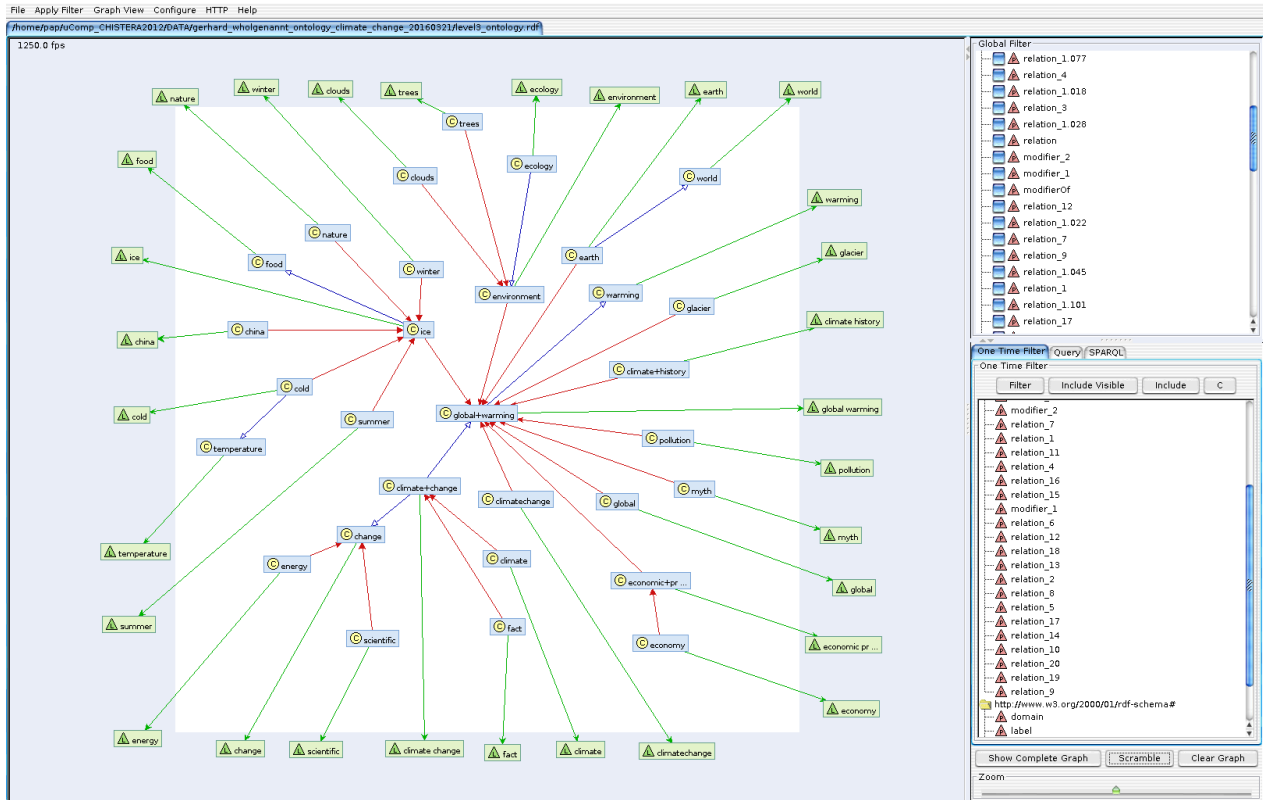 File Apply Filter Graph View Configure HTTP Help
/home/pap/uComp_CHISTERA2012/DATA/gerhard_wholgenannt_ontology_climate_change_20160321/level3_ontology.rdf
1250.0 fps
nature
winter
clouds
trees
ecology
environment
earth
world
trees
food
clouds
ecology
world
warming
nature
food
winter
earth
ice
environment
warming
glacier
glacier
china
china
ice
climate history
climate+history
cold
cold
summer
global+warming
global warming
temperature
pollution
pollution
climate+change
climatechange
myth
global
myth
change
temperature
energy
climate
economic+pr ...
global
summer
scientific
fact
economy
economic pr ...
economy
energy
change
scientific
climate change
fact
climate
climatechange
Global Filter
relation_1.077
relation_4
relation_1.018
relation_3
relation_1.028
relation
modifier_2
modifier_1
modifierOf
relation_12
relation_1.022
relation_7
relation_9
relation_1.045
relation_1
relation_1.101
relation_17
One Time Filter Query SPARQL
One Time Filter
Filter Include Visible Include C
modifier_2
relation_7
relation_1
relation_11
relation_4
relation_16
relation_15
modifier_1
relation_6
relation_12
relation_18
relation_13
relation_2
relation_8
relation_5
relation_17
relation_14
relation_10
relation_20
relation_19
relation_9
http://www.w3.org/2000/01/rdf-schema#
domain
label
Show Complete Graph Scramble Clear Graph
Zoom